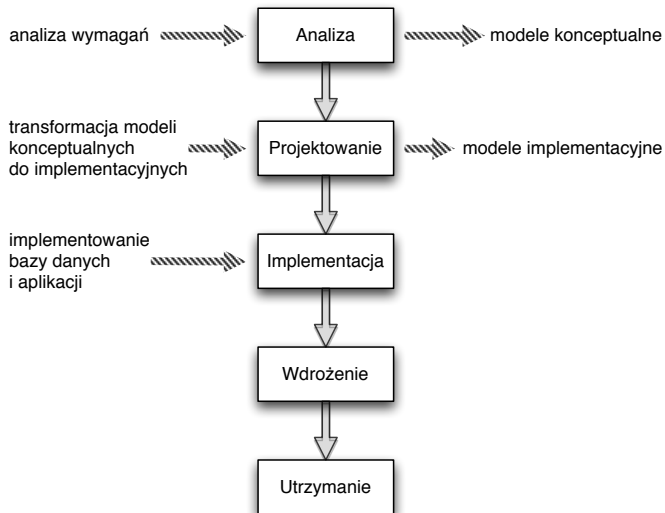 analiza wymagań
Analiza
modele konceptualne
transformacja modeli
konceptualnych
do implementacyjnych
Projektowanie
modele implementacyjne
implementowanie
bazy danych
i aplikacji
Implementacja
Wdrożenie
Utrzymanie